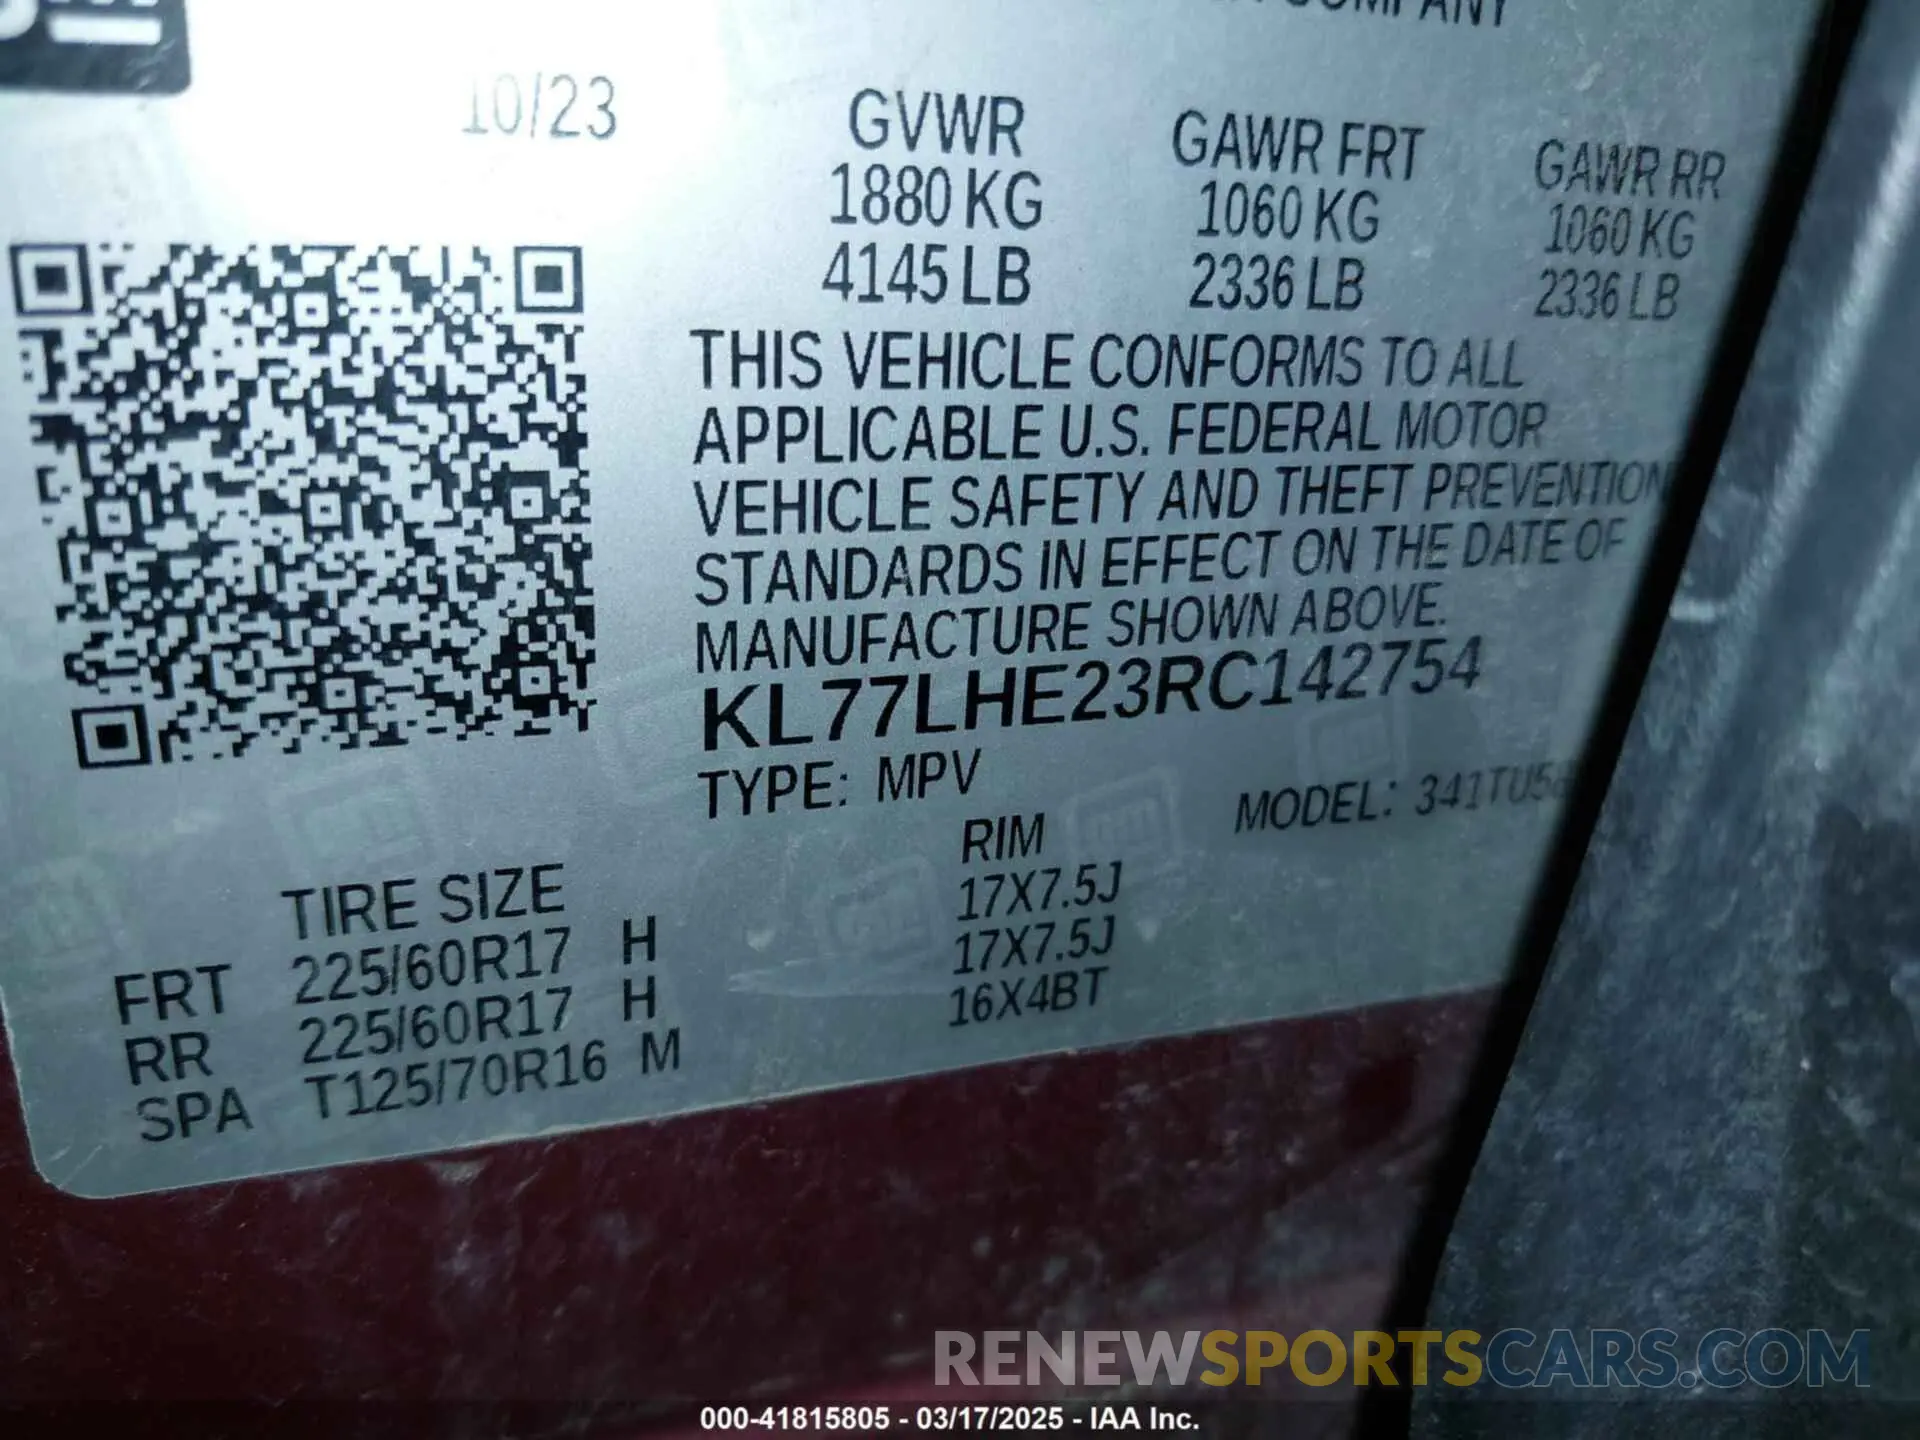 COMPANY
10/23
GVWR GAWR FRT GAWR RR
1880 KG 1060 KG 1060 KG
4145 LB 2336 LB 2336 LB
THIS VEHICLE CONFORMS TO ALL
APPLICABLE U.S. FEDERAL MOTOR
VEHICLE SAFETY AND THEFT PREVENTION
STANDARDS IN EFFECT ON THE DATE OF
MANUFACTURE SHOWN ABOVE.
KL77LHE23RC142754
TYPE: MPV MODEL: 341TU5
TIRE SIZE RIM
FRT 225/60R17 H 17X7.5J
RR 225/60R17 H 17X7.5J
SPA T125/70R16 M 16X4BT
RENEWSPORTSCARS.COM
000-41815805 - 03/17/2025 - IAA Inc.